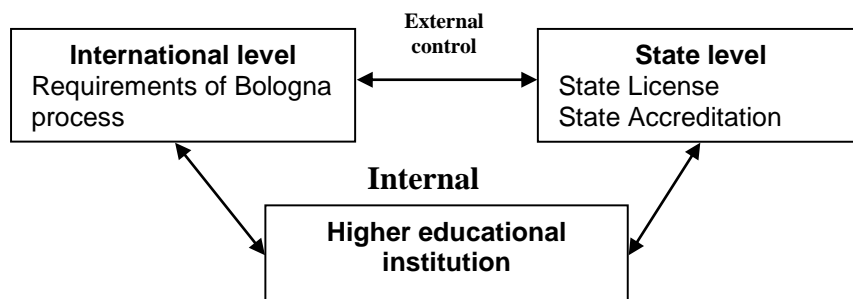 External
control
International level
Requirements of Bologna
process
State level
State License
State Accreditation
Internal
Higher educational
institution